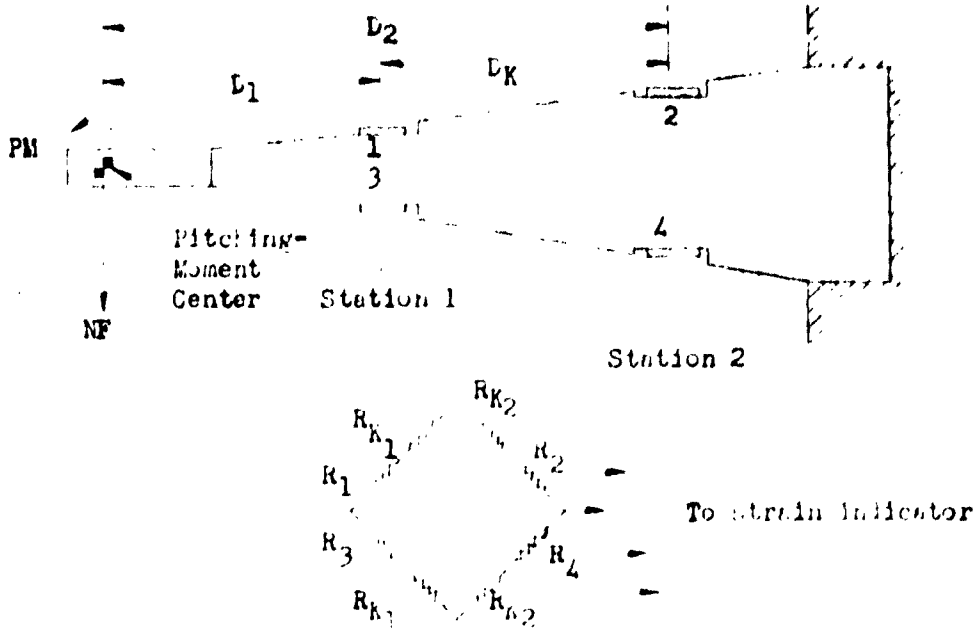 D2
D1
DK
2
PM
1
3
4
Pitching-
Moment
Center
Station 1
NF
Station 2
RK2
RK1
R2
R1
To strain indicator
R3
R4
RK1
RK2